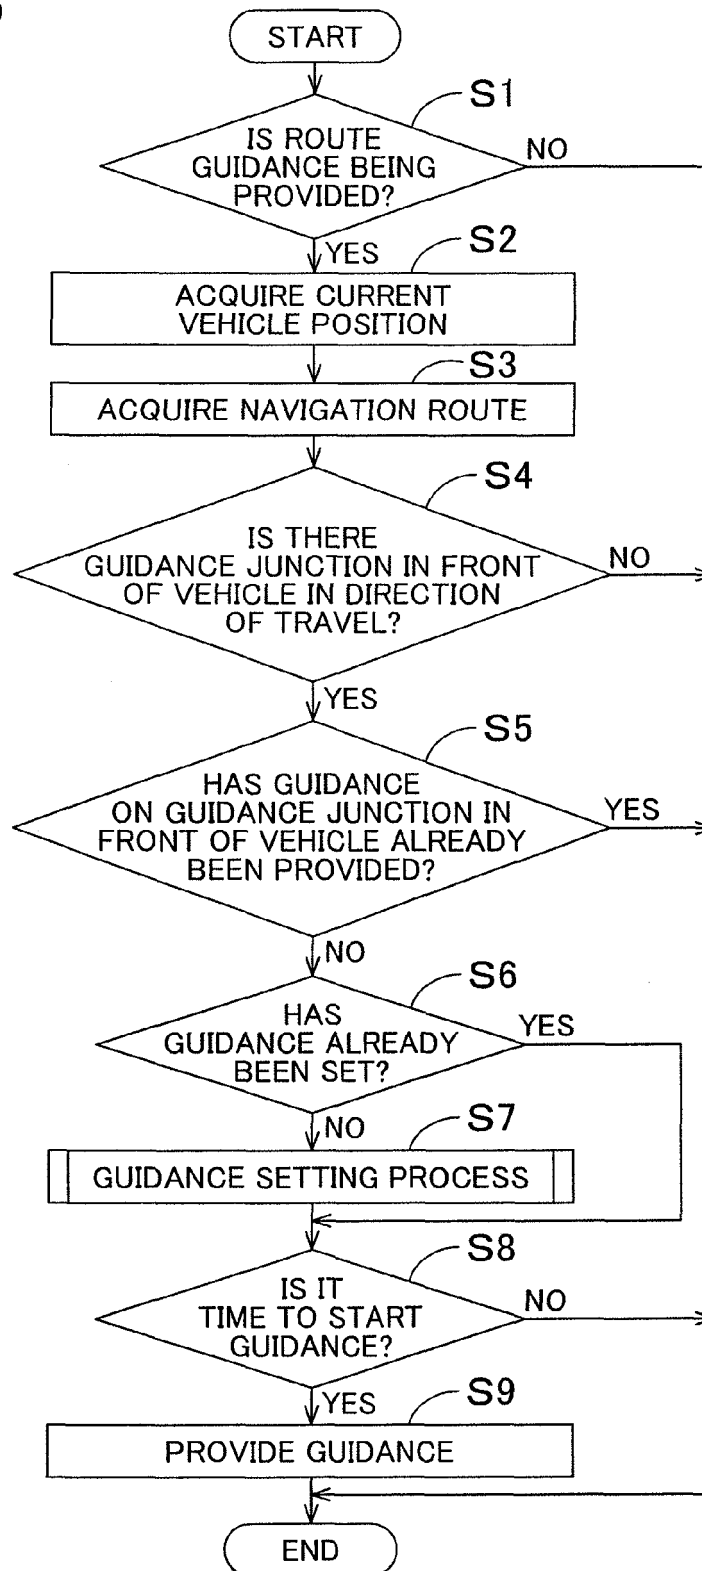 START
S1
IS ROUTE
GUIDANCE BEING
PROVIDED?
NO
YES
S2
ACQUIRE CURRENT
VEHICLE POSITION
S3
ACQUIRE NAVIGATION ROUTE
S4
IS THERE
GUIDANCE JUNCTION IN FRONT
OF VEHICLE IN DIRECTION
OF TRAVEL?
NO
YES
S5
HAS GUIDANCE
ON GUIDANCE JUNCTION IN
FRONT OF VEHICLE ALREADY
BEEN PROVIDED?
YES
NO
S6
HAS
GUIDANCE ALREADY
BEEN SET?
YES
NO
S7
GUIDANCE SETTING PROCESS
S8
IS IT
TIME TO START
GUIDANCE?
NO
YES
S9
PROVIDE GUIDANCE
END